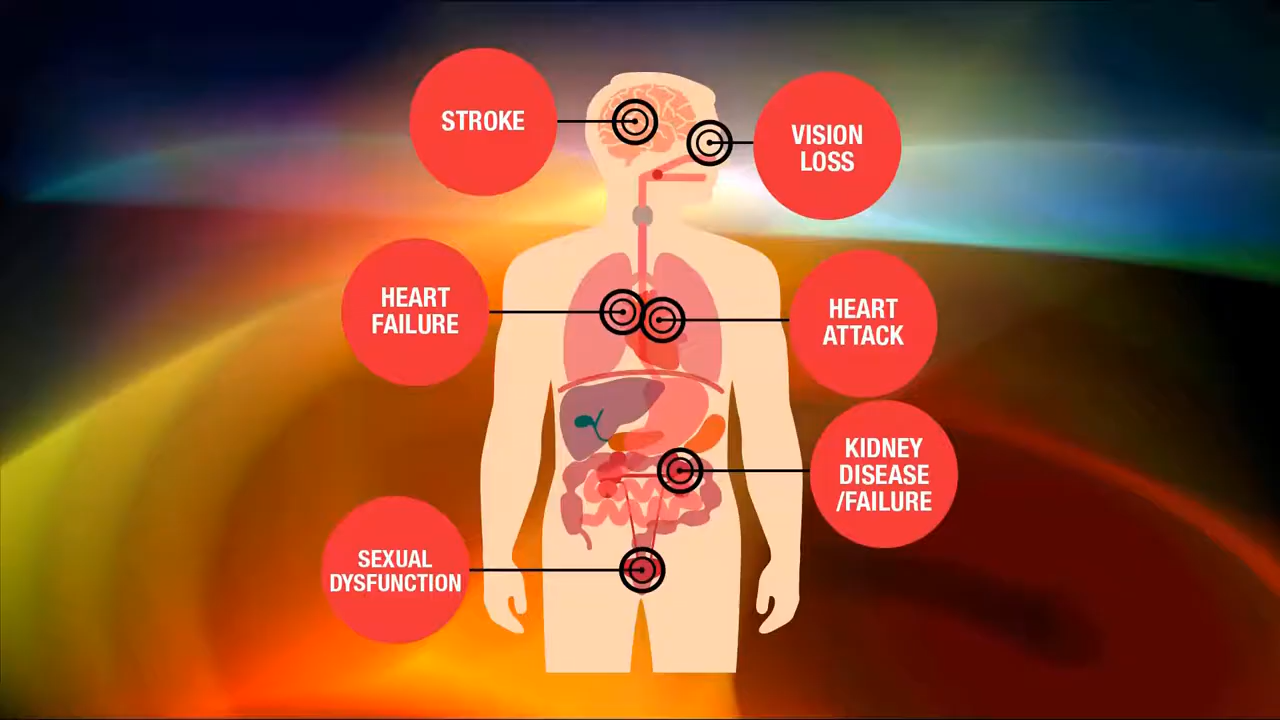 STROKE
VISION
LOSS
HEART
FAILURE
HEART
ATTACK
KIDNEY
DISEASE
/FAILURE
SEXUAL
DYSFUNCTION